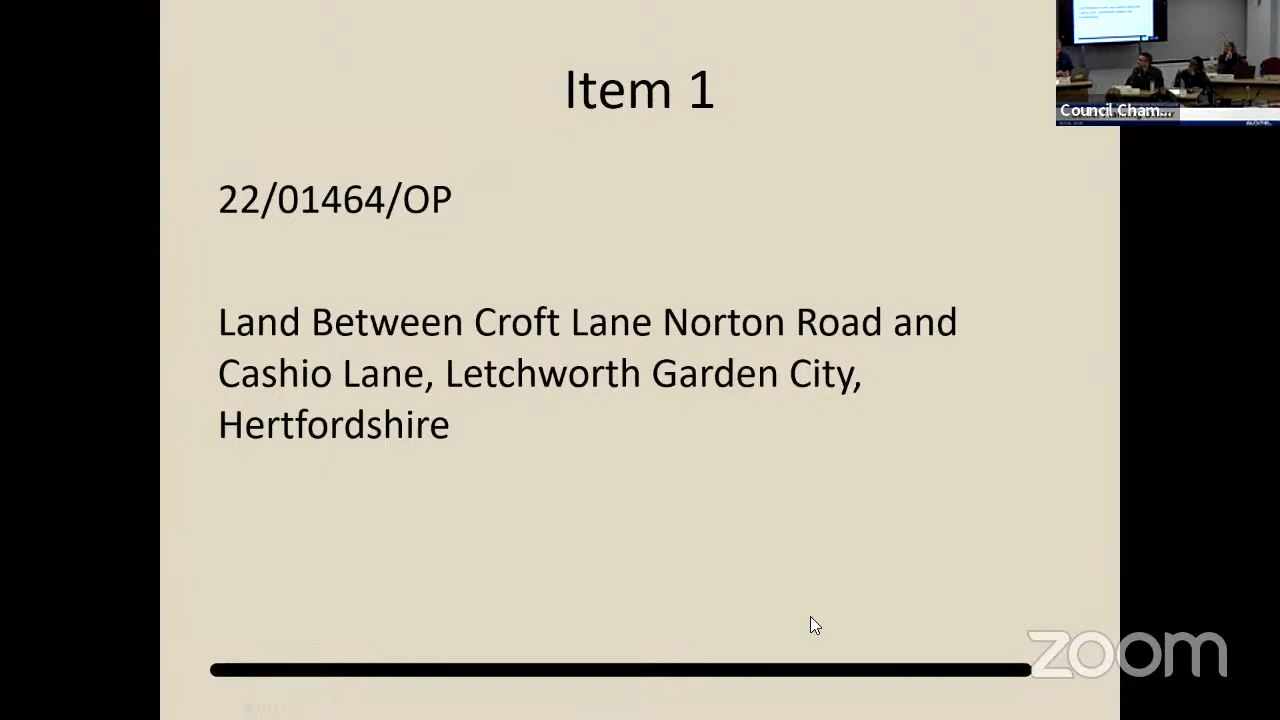 Item 1
Council Cham...
22/01464/OP
Land Between Croft Lane Norton Road and
Cashio Lane, Letchworth Garden City,
Hertfordshire
zoom